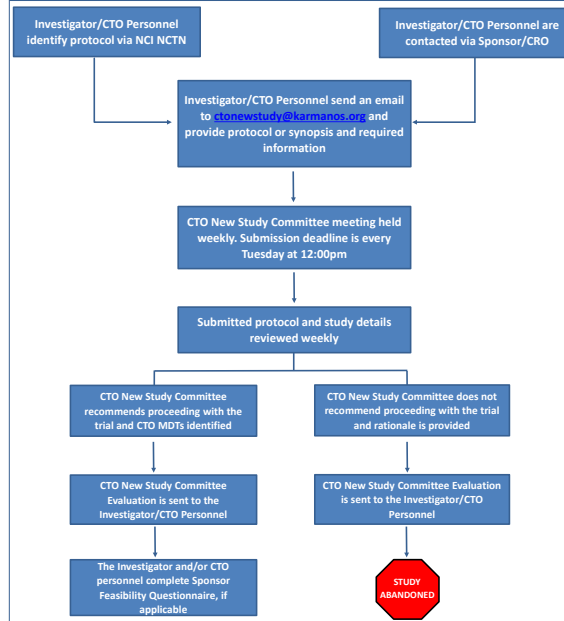 Investigator/CTO Personnel
identify protocol via NCI NCTN
Investigator/CTO Personnel are
contacted via Sponsor/CRO
Investigator/CTO Personnel send an email
to ctonewstudy@karmanos.org and
provide protocol or synopsis and required
information
CTO New Study Committee meeting held
weekly. Submission deadline is every
Tuesday at 12:00pm
Submitted protocol and study details
reviewed weekly
CTO New Study Committee
recommends proceeding with the
trial and CTO MDTs identified
CTO New Study Committee does not
recommend proceeding with the trial
and rationale is provided
CTO New Study Committee
Evaluation is sent to the
Investigator/CTO Personnel
CTO New Study Committee Evaluation
is sent to the Investigator/CTO
Personnel
The Investigator and/or CTO
personnel complete Sponsor
Feasibility Questionnaire, if
applicable
STUDY
ABANDONED